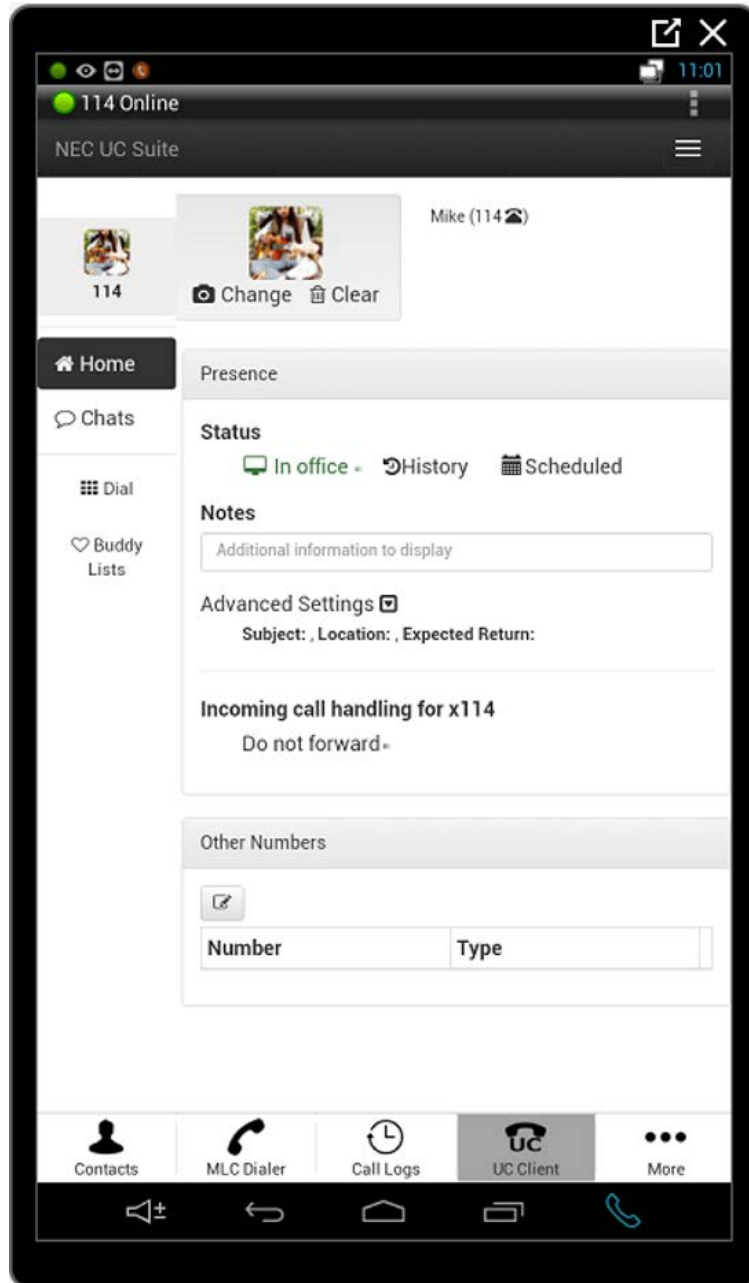 11:01
114 Online
NEC UC Suite
Mike (114)
114
Change Clear
Home
Chats
Dial
Buddy
Lists
Presence
Status
In office History Scheduled
Notes
Additional information to display
Advanced Settings
Subject: , Location: , Expected Return:
Incoming call handling for x114
Do not forward
Other Numbers
Number Type
UC
Contacts MLC Dialer Call Logs UC Client More